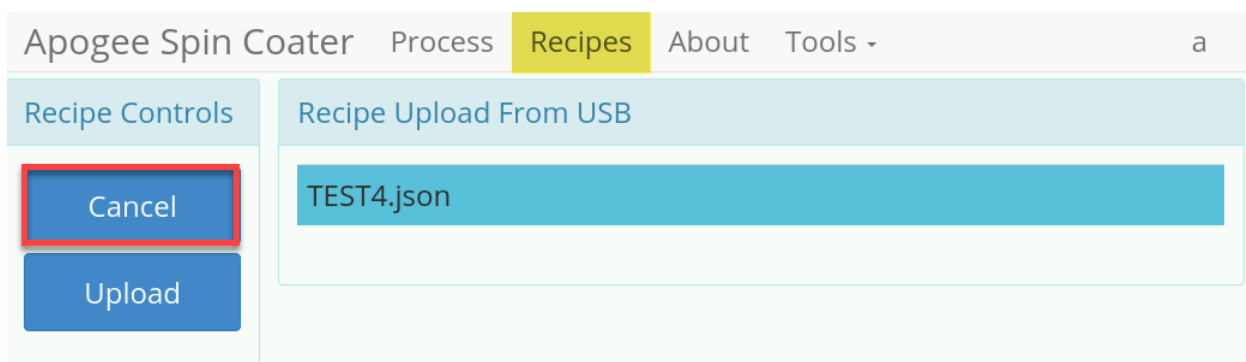 Apogee Spin Coater Process Recipes About Tools a
Recipe Controls
Cancel
Upload
Recipe Upload From USB
TEST4.json